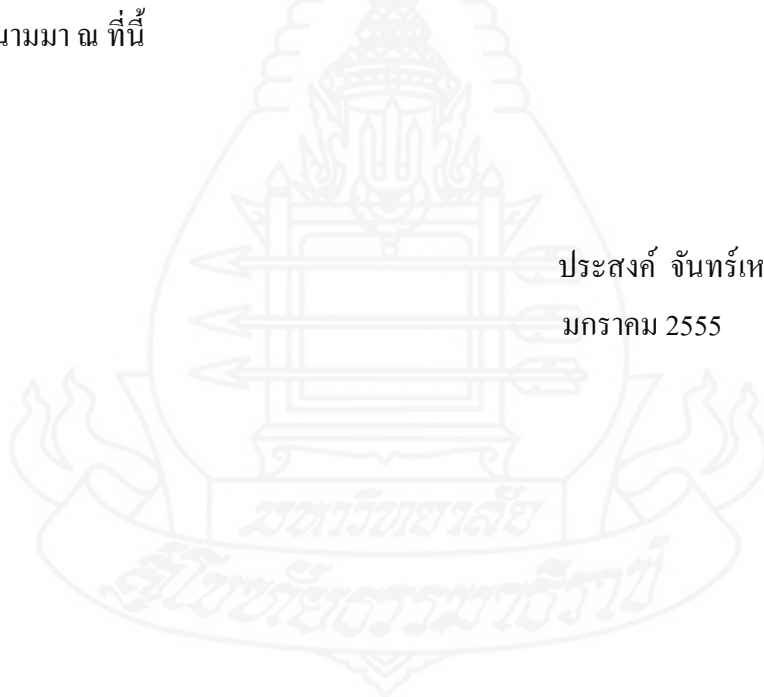 นามมา ณ ที่นี้
ประสงค์ จันทร์เห
มกราคม 2555
มหาวิทยาลัย
สุโขทัยธรรมาธิราช